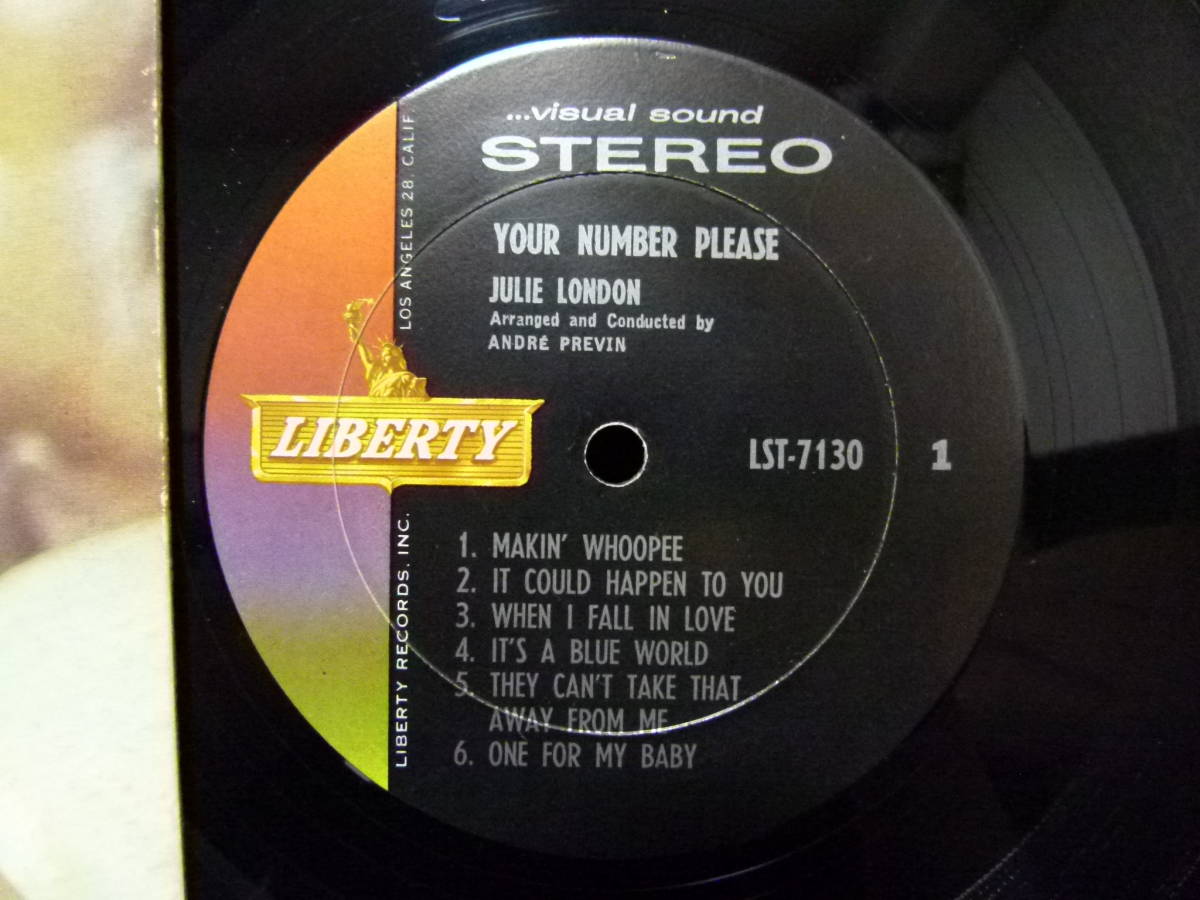 ...visual sound
STEREO
YOUR NUMBER PLEASE
JULIE LONDON
Arranged and Conducted by
ANDRÉ PREVIN
LIBERTY
LST-7130 1
1. MAKIN' WHOOPEE
2. IT COULD HAPPEN TO YOU
3. WHEN I FALL IN LOVE
4. IT'S A BLUE WORLD
5. THEY CAN'T TAKE THAT
AWAY FROM ME
6. ONE FOR MY BABY
LIBERTY RECORDS, INC.
LOS ANGELES 28, CALIF